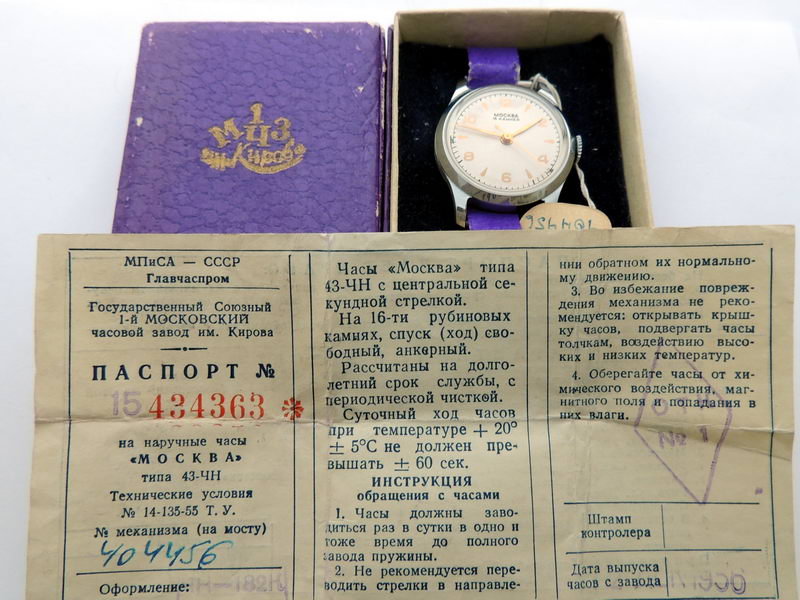 1
МЧЗ
им. Кирова
МОСКВА
16 КАМНЕЙ
404456
МПиСА — СССР
Главчаспром
Государственный Союзный
1-й МОСКОВСКИЙ
часовой завод им. Кирова
ПАСПОРТ №
15 434363 *
на наручные часы
«МОСКВА»
типа 43-ЧН
Технические условия
№ 14-135-55 Т. У.
№ механизма (на мосту)
404456
Оформление:
Часы «Москва» типа
43-ЧН с центральной се-
кундной стрелкой.
На 16-ти рубиновых
камнях, спуск (ход) сво-
бодный, анкерный.
Рассчитаны на долго-
летний срок службы, с
периодической чисткой.
Суточный ход часов
при температуре + 20°
± 5°С не должен пре-
вышать ± 60 сек.
ИНСТРУКЦИЯ
обращения с часами
1. Часы должны заво-
диться раз в сутки в одно и
тоже время до полного
завода пружины.
2. Не рекомендуется пере-
водить стрелки в направле-
нии обратном их нормально-
му движению.
3. Во избежание повреж-
дения механизма не реко-
мендуется: открывать крыш-
ку часов, подвергать часы
толчкам, воздействию высо-
ких и низких температур.
4. Оберегайте часы от хи-
мического воздействия, маг-
нитного поля и попадания в
них влаги.
ОТК
№ 1
Штамп
контролера
Дата выпуска
часов с завода